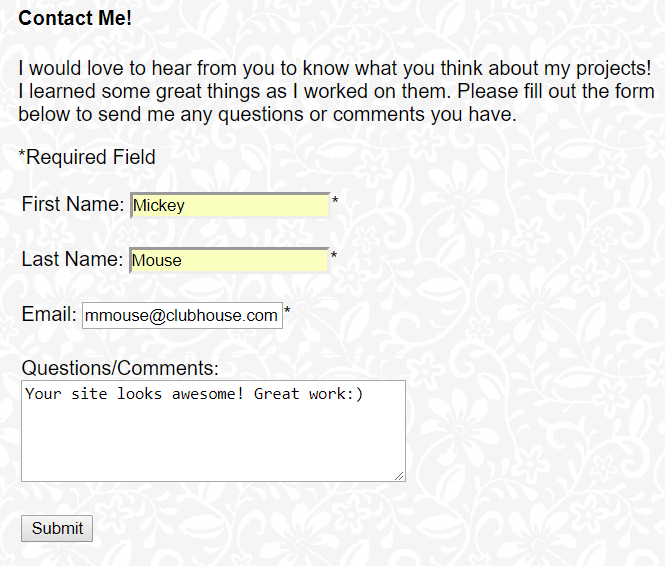 Contact Me!
I would love to hear from you to know what you think about my projects!
I learned some great things as I worked on them. Please fill out the form
below to send me any questions or comments you have.
*Required Field
First Name: Mickey *
Last Name: Mouse *
Email: mmouse@clubhouse.com *
Questions/Comments:
Your site looks awesome! Great work:)
Submit